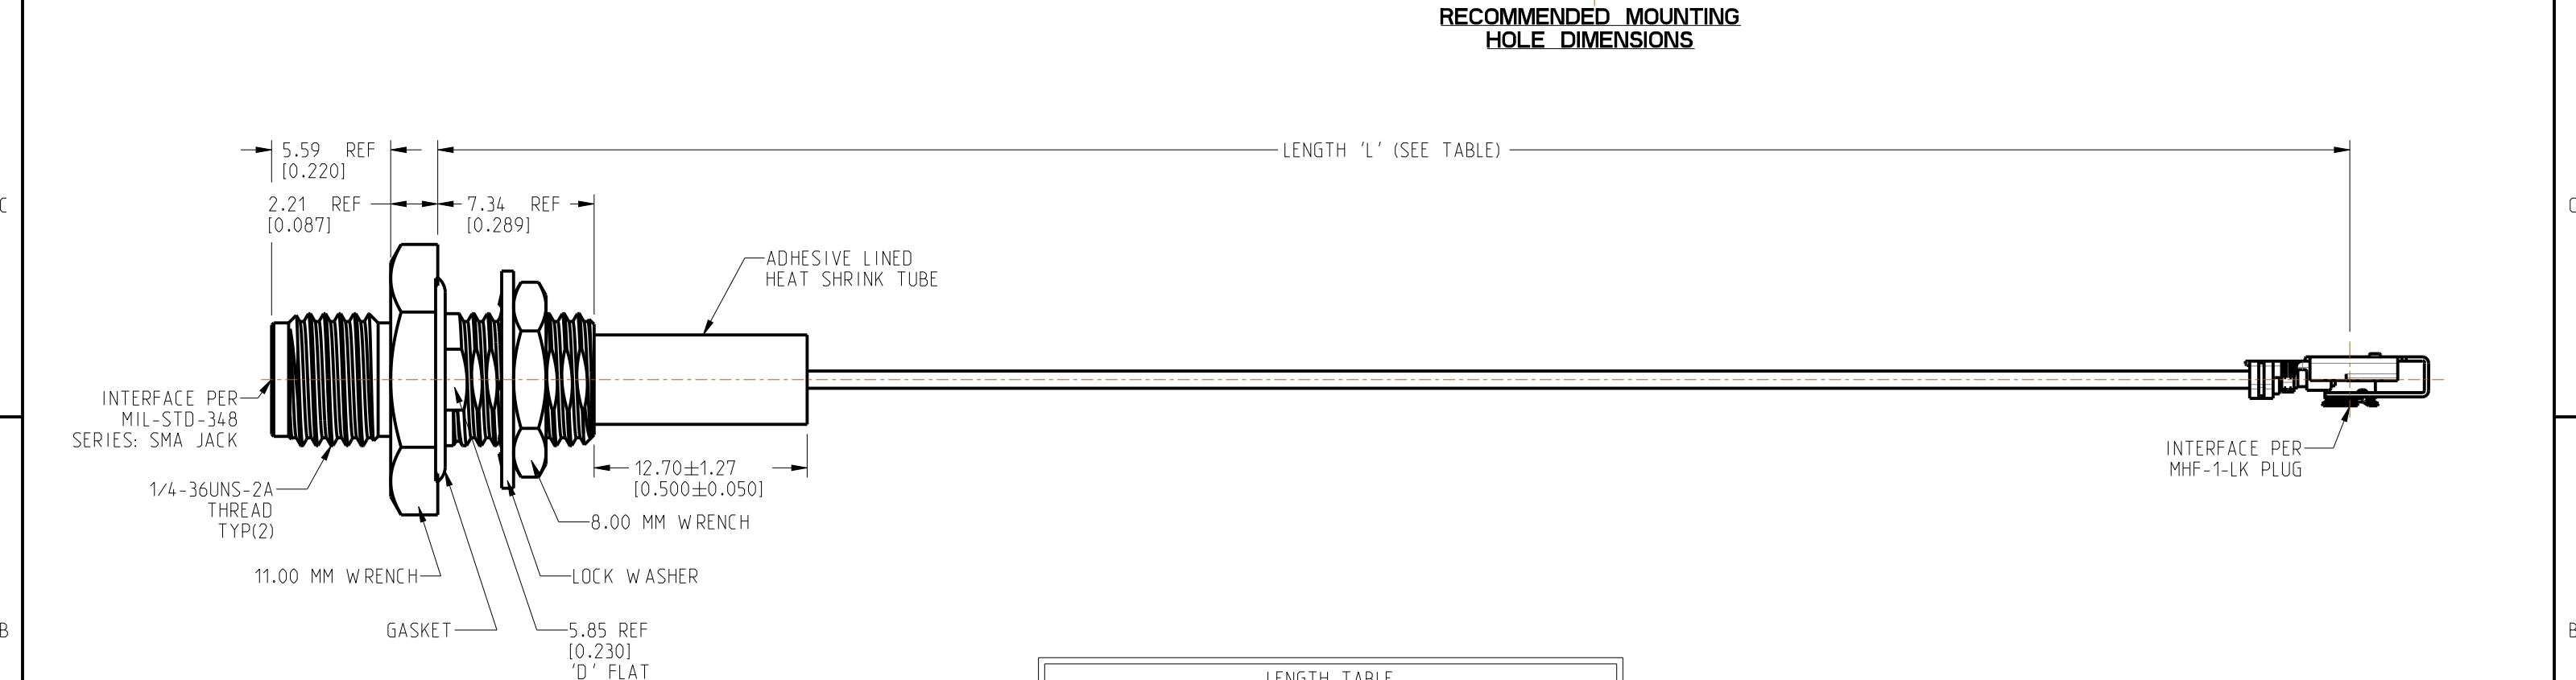 RECOMMENDED MOUNTING
HOLE DIMENSIONS
5.59 REF
[0.220]
LENGTH 'L' (SEE TABLE)
2.21 REF
[0.087]
7.34 REF
[0.289]
C
C
ADHESIVE LINED
HEAT SHRINK TUBE
INTERFACE PER
MIL-STD-348
SERIES: SMA JACK
INTERFACE PER
MHF-1-LK PLUG
12.70±1.27
[0.500±0.050]
1/4-36UNS-2A
THREAD
TYP(2)
8.00 MM WRENCH
11.00 MM WRENCH
LOCK WASHER
GASKET
5.85 REF
[0.230]
'D' FLAT
B
B
LENGTH TABLE